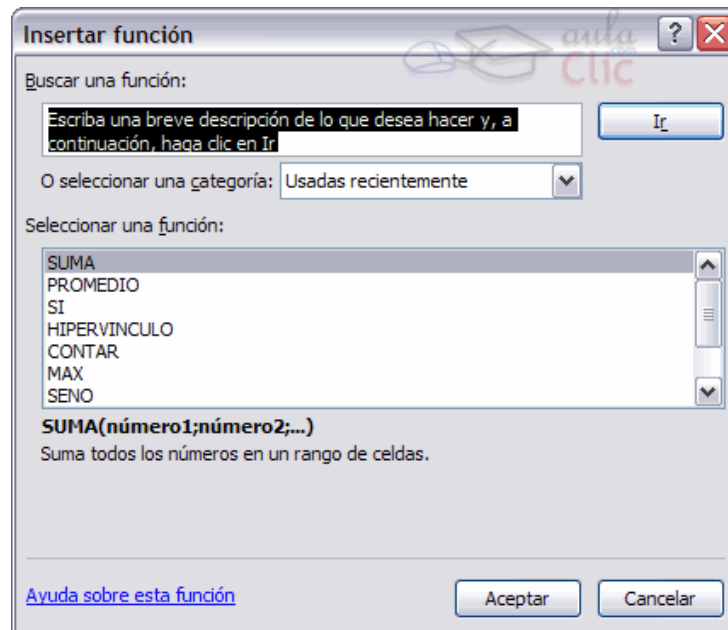 Insertar función
aula
.com
Clic
?
Buscar una función:
Escriba una breve descripción de lo que desea hacer y, a
continuación, haga clic en Ir
Ir
O seleccionar una categoría: Usadas recientemente
Seleccionar una función:
SUMA
PROMEDIO
SI
HIPERVINCULO
CONTAR
MAX
SENO
SUMA(número1;número2;...)
Suma todos los números en un rango de celdas.
Ayuda sobre esta función
Aceptar
Cancelar